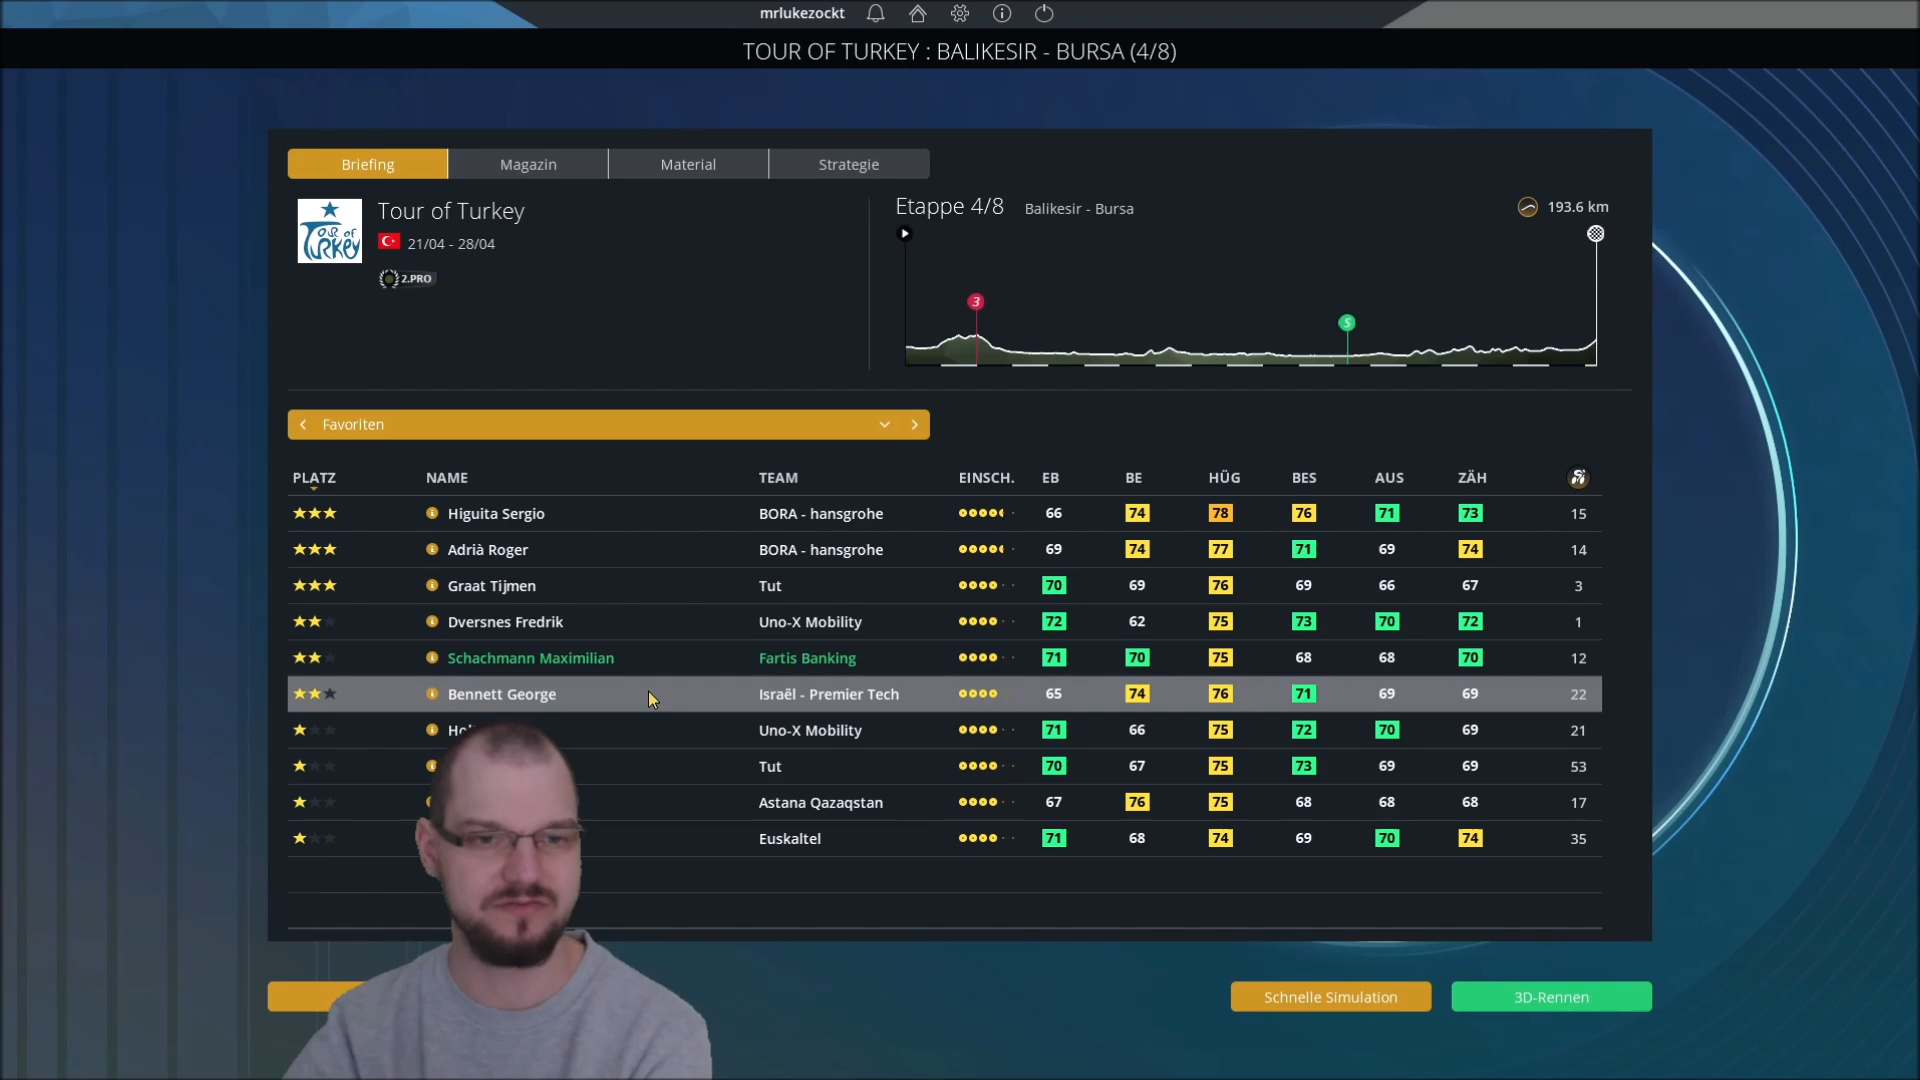 mrlukezockt
TOUR OF TURKEY : BALIKESIR - BURSA (4/8)
Briefing Magazin Material Strategie
TOUR OF TURKEY
Tour of Turkey
21/04 - 28/04
2.PRO
Etappe 4/8 Balikesir - Bursa 193.6 km
3
S
Favoriten
PLATZ NAME TEAM EINSCH. EB BE HÜG BES AUS ZÄH
Higuita Sergio BORA - hansgrohe 66 74 78 76 71 73 15
Adrià Roger BORA - hansgrohe 69 74 77 71 69 74 14
Graat Tijmen Tut 70 69 76 69 66 67 3
Dversnes Fredrik Uno-X Mobility 72 62 75 73 70 72 1
Schachmann Maximilian Fartis Banking 71 70 75 68 68 70 12
Bennett George Israël - Premier Tech 65 74 76 71 69 69 22
Uno-X Mobility 71 66 75 72 70 69 21
Tut 70 67 75 73 69 69 53
Astana Qazaqstan 67 76 75 68 68 68 17
Euskaltel 71 68 74 69 70 74 35
Schnelle Simulation 3D-Rennen